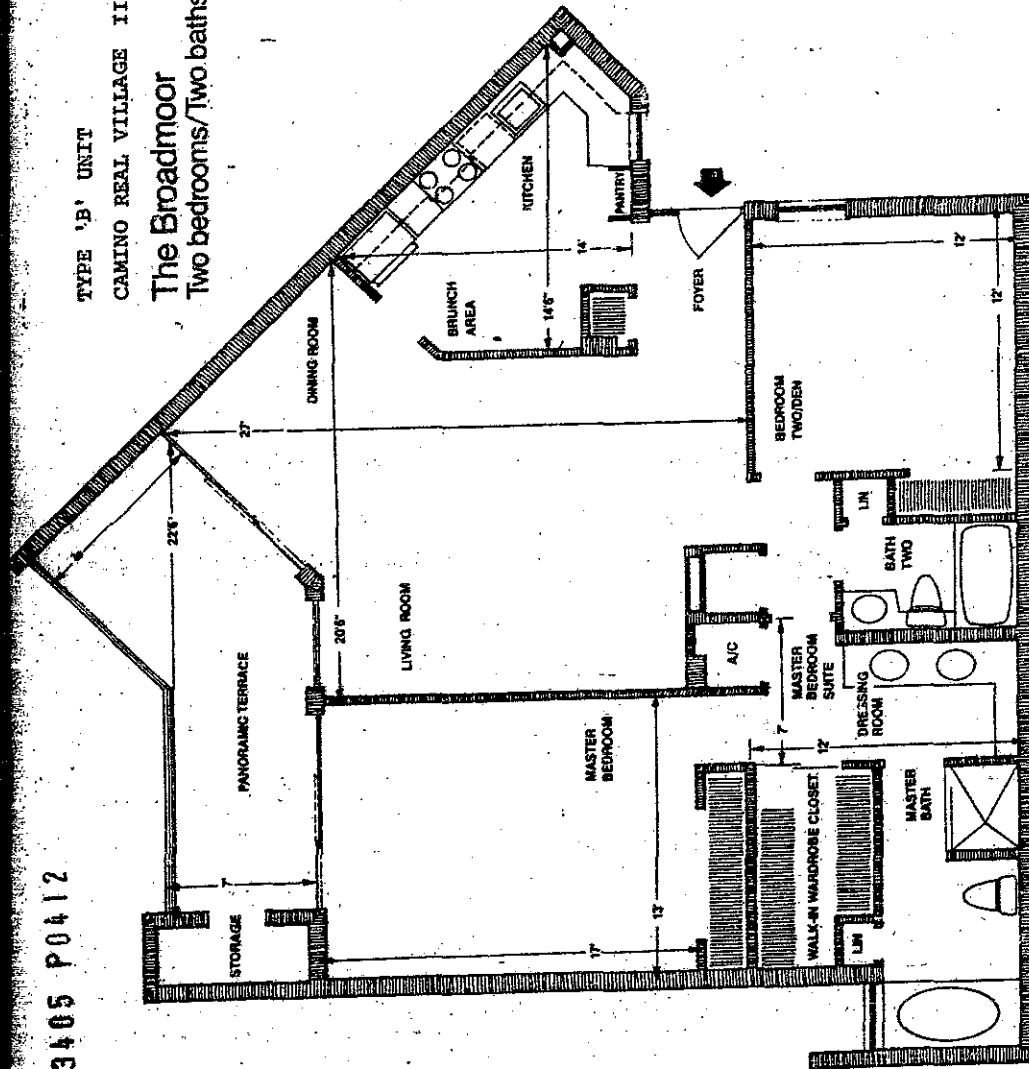 3405 P0412
TYPE 'B' UNIT
CAMINO REAL VILLAGE II
The Broadmoor
Two bedrooms/Two baths
STORAGE
7'
PANORAMIC TERRACE
22'6"
20'6"
27'
DINING ROOM
LIVING ROOM
BRUNCH
AREA
14'6"
14'
KITCHEN
PANTRY
FOYER
MASTER
BEDROOM
17'
13'
A/C
MASTER
BEDROOM
SUITE
7'
12'
DRESSING
ROOM
WALK-IN WARDROBE CLOSET
LIN
MASTER
BATH
BATH
TWO
LIN
BEDROOM
TWO/DEN
12'
12'